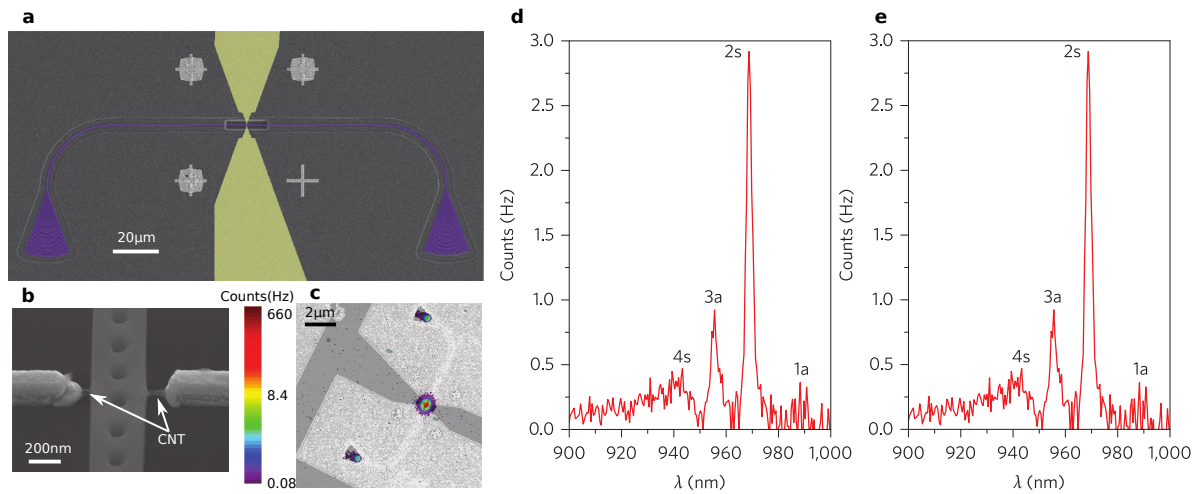 a
20μm
b
CNT
200nm
Counts(Hz)
660
8.4
0.08
c
2μm
d
3.0
2.5
2.0
1.5
1.0
0.5
0.0
Counts (Hz)
2s
3a
4s
1a
900 920 940 960 980 1,000
λ (nm)
e
3.0
2.5
2.0
1.5
1.0
0.5
0.0
Counts (Hz)
2s
3a
4s
1a
900 920 940 960 980 1,000
λ (nm)